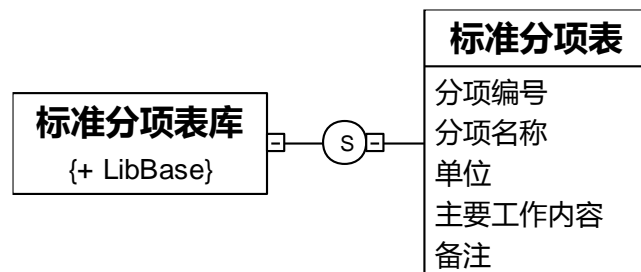 标准分项表库
{+ LibBase}
S
标准分项表
分项编号
分项名称
单位
主要工作内容
备注